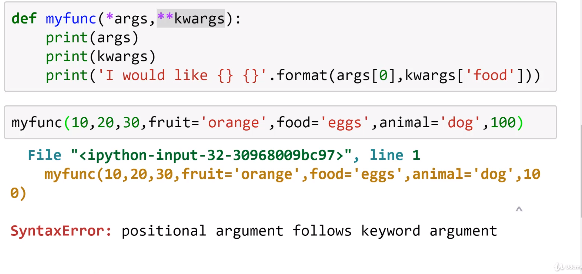 def myfunc(*args,**kwargs):
    print(args)
    print(kwargs)
    print('I would like {} {}'.format(args[0],kwargs['food']))
myfunc(10,20,30,fruit='orange',food='eggs',animal='dog',100)
  File "<ipython-input-32-30968009bc97>", line 1
    myfunc(10,20,30,fruit='orange',food='eggs',animal='dog',10
0)
^
SyntaxError: positional argument follows keyword argument